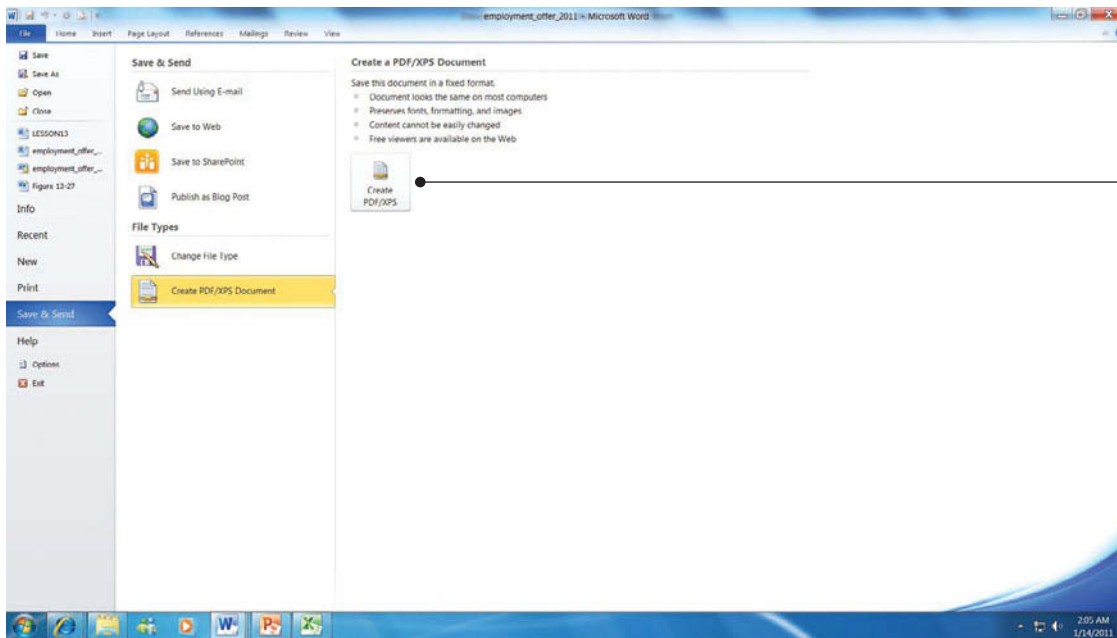 employment_offer_2011 - Microsoft Word
File Home Insert Page Layout References Mailings Review View
Save
Save As
Open
Close
LESSON13
employment_offer_...
employment_offer_...
Figure 13-27
Info
Recent
New
Print
Save & Send
Help
Options
Exit
Save & Send
Send Using E-mail
Save to Web
Save to SharePoint
Publish as Blog Post
File Types
Change File Type
Create PDF/XPS Document
Create a PDF/XPS Document
Save this document in a fixed format.
Document looks the same on most computers
Preserves fonts, formatting, and images
Content cannot be easily changed
Free viewers are available on the Web
Create
PDF/XPS
2:05 AM
1/14/2011